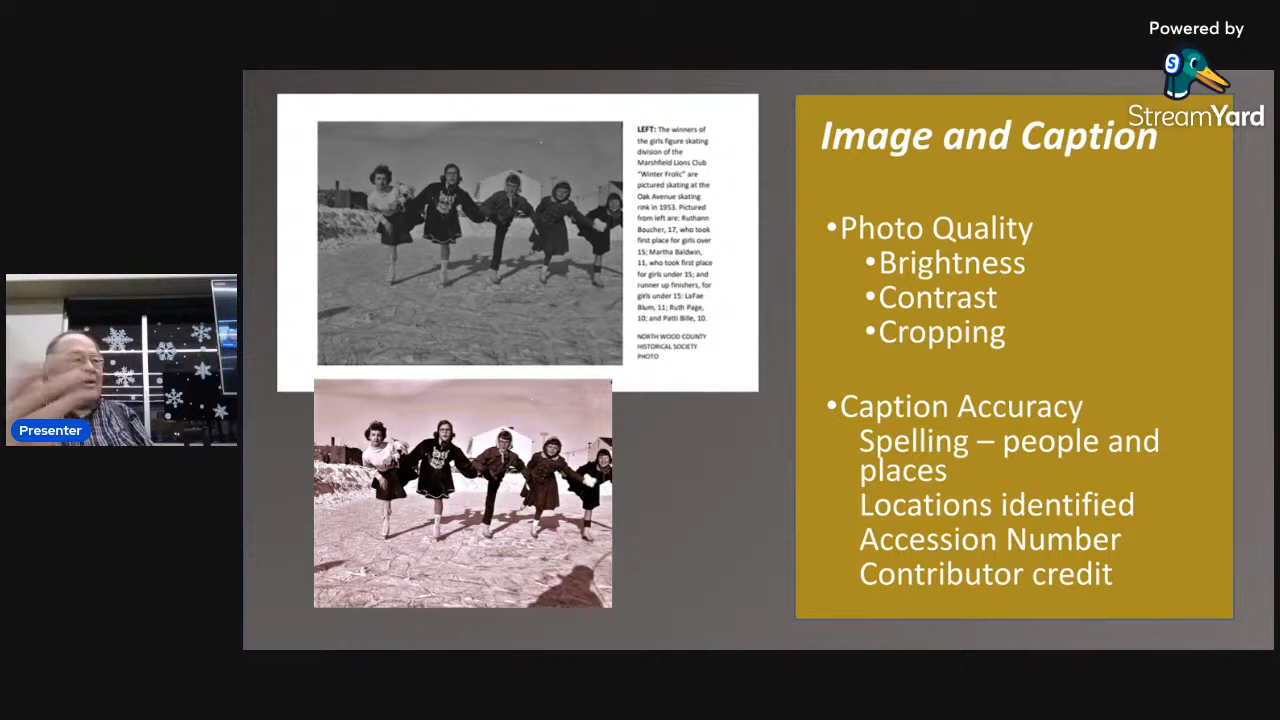 Powered by
StreamYard
Image and Caption
LEFT: The winners of
the girls figure skating
division of the
Marshfield Lions Club
"Winter Frolic" are
pictured skating at the
Oak Avenue skating
rink in 1953. Pictured
from left are: Ruthann
Boucher, 17, who took
first place for girls over
15; Martha Baldwin,
11, who took first place
for girls under 15; and
runner up finishers, for
girls under 15: LaFae
Blum, 11; Ruth Page,
10; and Patti Bille, 10.
NORTH WOOD COUNTY
HISTORICAL SOCIETY
PHOTO
•Photo Quality
•Brightness
•Contrast
•Cropping
•Caption Accuracy
Spelling – people and
places
Locations identified
Accession Number
Contributor credit
Presenter